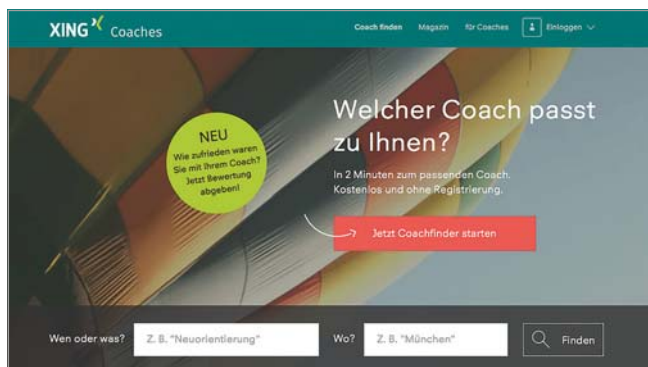 XING Coaches
Coach finden Magazin für Coaches Einloggen
Welcher Coach passt
zu Ihnen?
In 2 Minuten zum passenden Coach.
Kostenlos und ohne Registrierung.
Jetzt Coachfinder starten
NEU
Wie zufrieden waren
Sie mit Ihrem Coach?
Jetzt Bewertung
abgeben!
Wen oder was? Z. B. "Neuorientierung" Wo? Z. B. "München" Finden